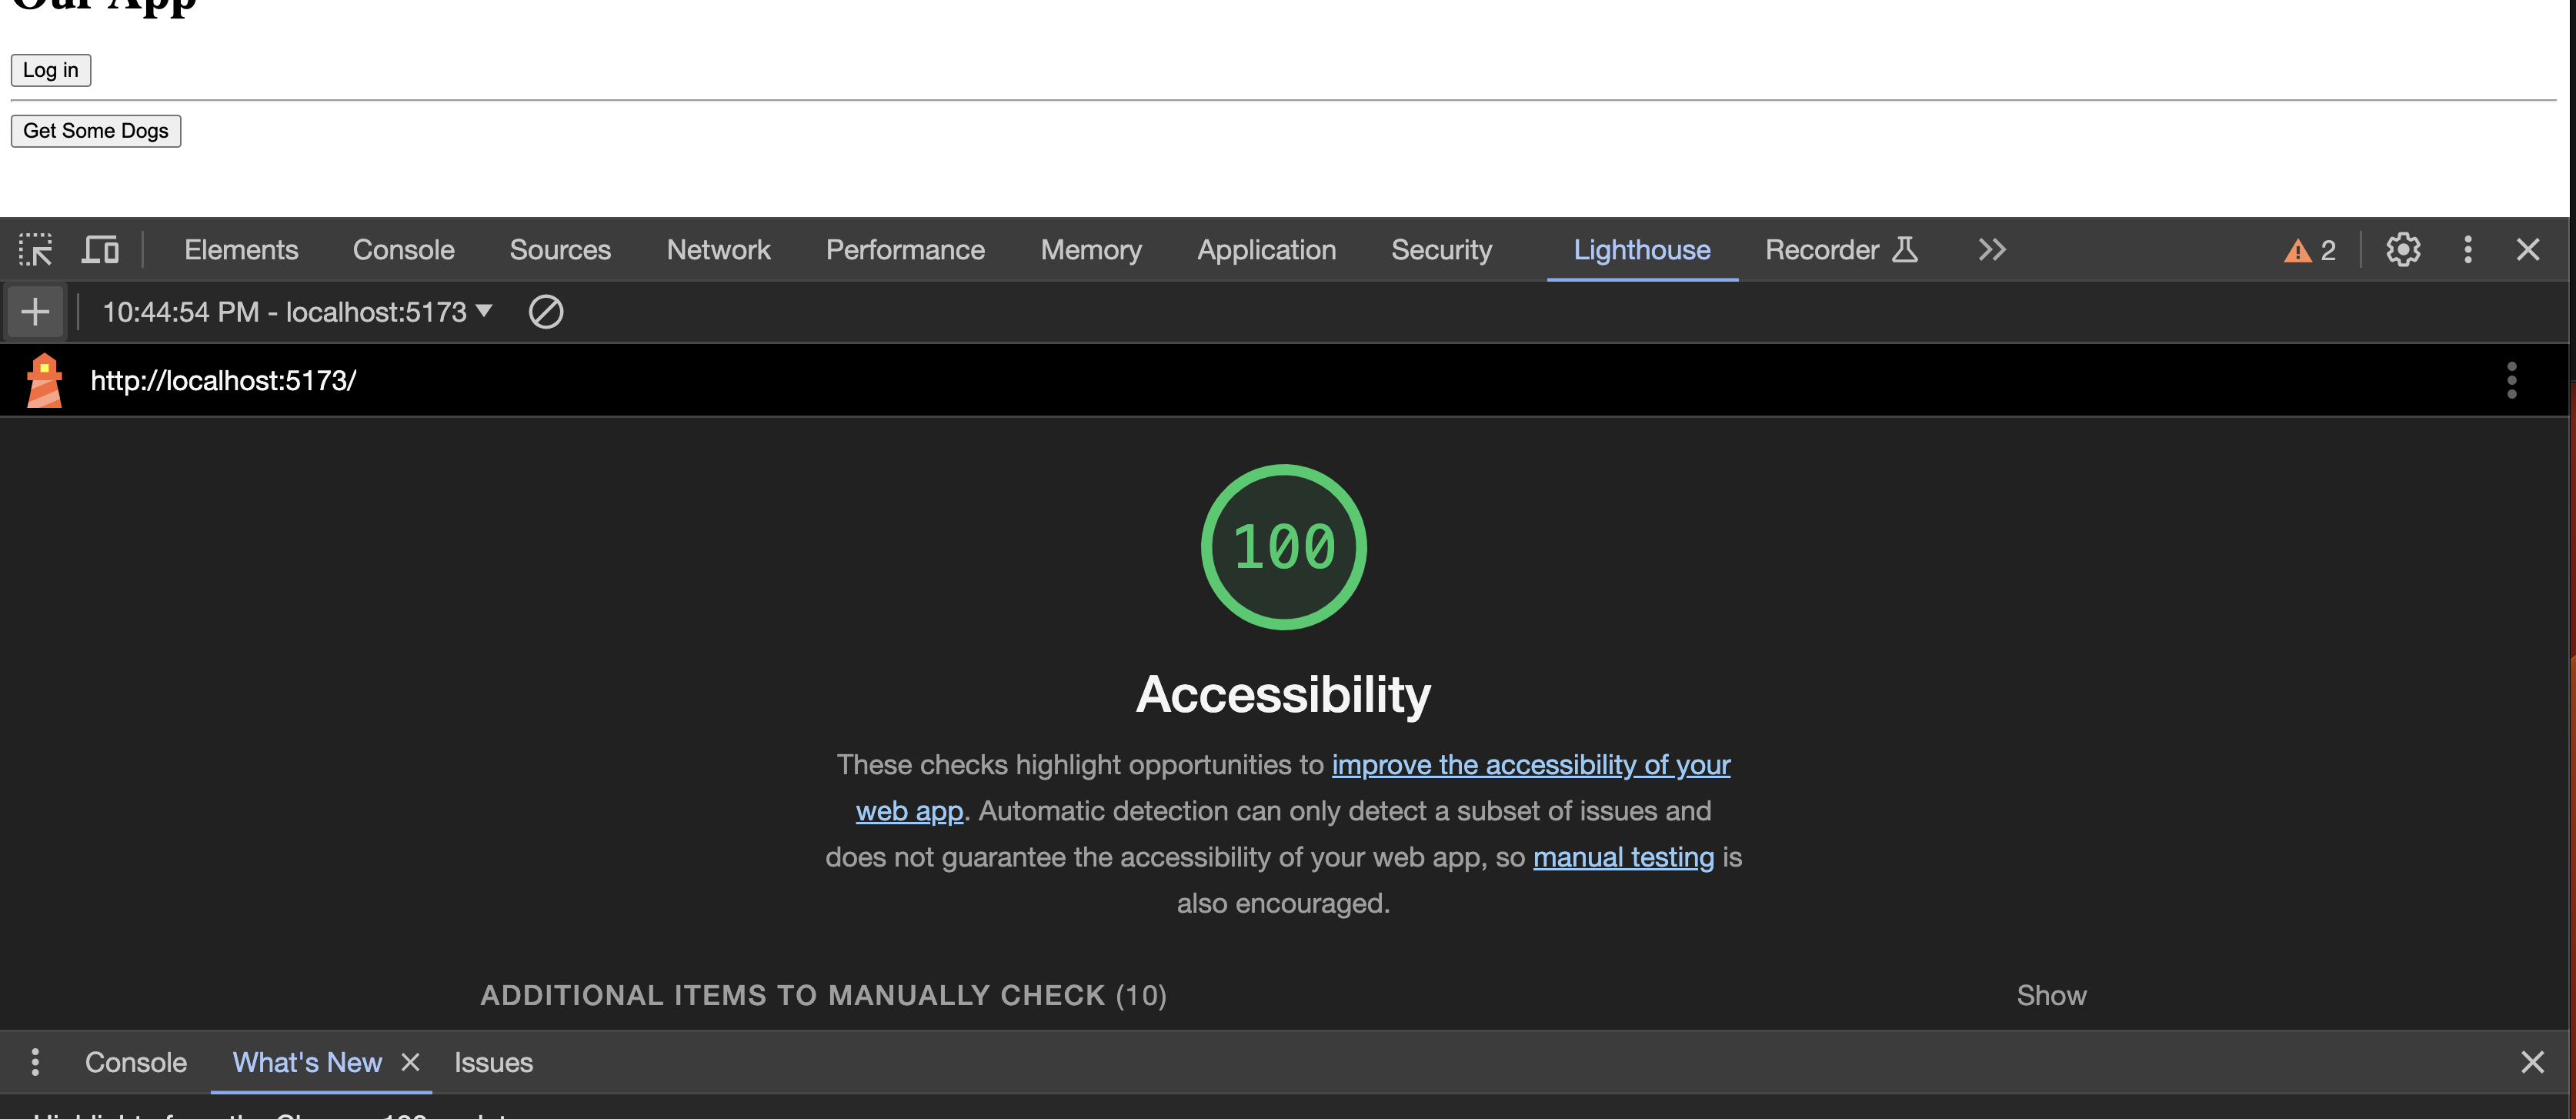 Our App
Log in
Get Some Dogs
Elements Console Sources Network Performance Memory Application Security Lighthouse Recorder 2
10:44:54 PM - localhost:5173
http://localhost:5173/
100
Accessibility
These checks highlight opportunities to improve the accessibility of your
web app. Automatic detection can only detect a subset of issues and
does not guarantee the accessibility of your web app, so manual testing is
also encouraged.
ADDITIONAL ITEMS TO MANUALLY CHECK (10) Show
Console What's New Issues